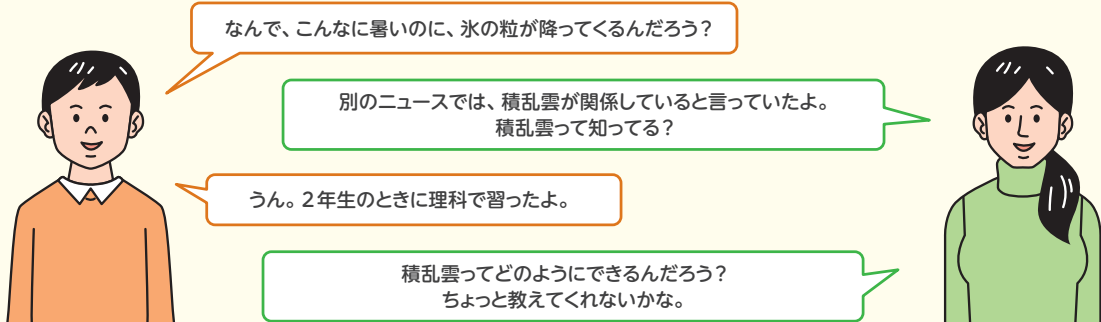 なんで、こんなに暑いのに、氷の粒が降ってくるんだろう？
別のニュースでは、積乱雲が関係していると言っていたよ。
積乱雲って知ってる？
うん。２年生のときに理科で習ったよ。
積乱雲ってどのようにできるんだろう？
ちょっと教えてくれないかな。